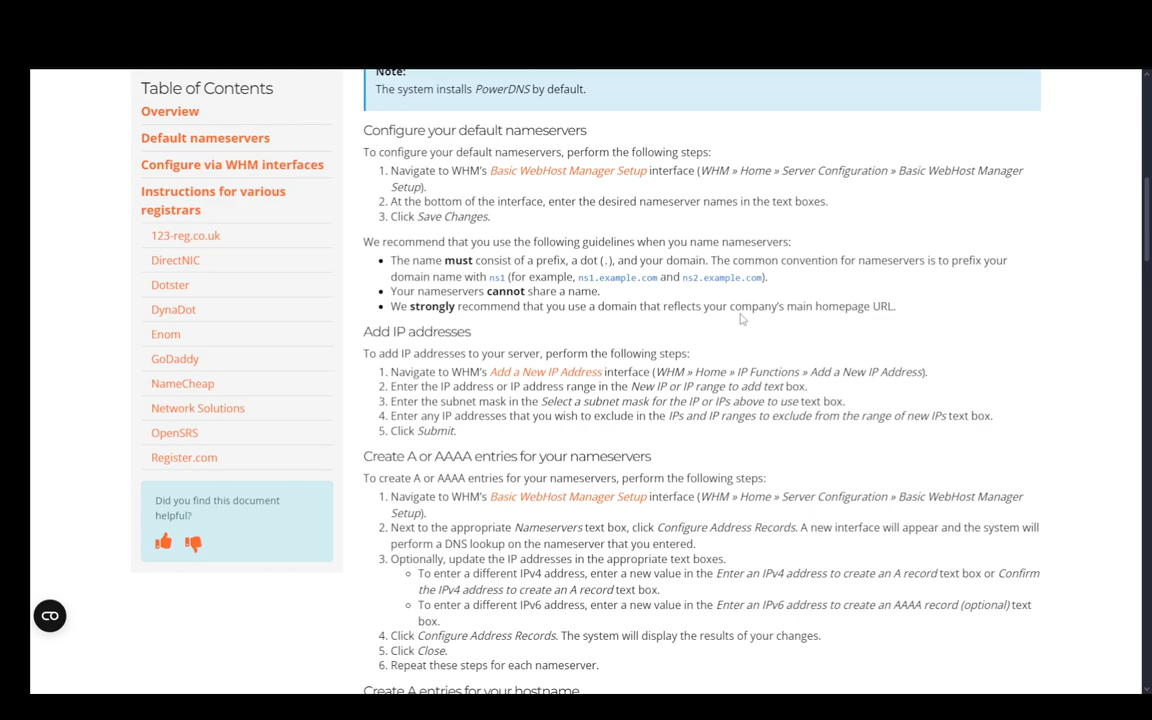 Table of Contents
Overview
Default nameservers
Configure via WHM interfaces
Instructions for various
registrars
123-reg.co.uk
DirectNIC
Dotster
DynaDot
Enom
GoDaddy
NameCheap
Network Solutions
OpenSRS
Register.com
Did you find this document
helpful?
Note:
The system installs PowerDNS by default.
Configure your default nameservers
To configure your default nameservers, perform the following steps:
1. Navigate to WHM's Basic WebHost Manager Setup interface (WHM » Home » Server Configuration » Basic WebHost Manager
Setup).
2. At the bottom of the interface, enter the desired nameserver names in the text boxes.
3. Click Save Changes.
We recommend that you use the following guidelines when you name nameservers:
• The name must consist of a prefix, a dot (.), and your domain. The common convention for nameservers is to prefix your
domain name with ns1 (for example, ns1.example.com and ns2.example.com).
• Your nameservers cannot share a name.
• We strongly recommend that you use a domain that reflects your company's main homepage URL.
Add IP addresses
To add IP addresses to your server, perform the following steps:
1. Navigate to WHM's Add a New IP Address interface (WHM » Home » IP Functions » Add a New IP Address).
2. Enter the IP address or IP address range in the New IP or IP range to add text box.
3. Enter the subnet mask in the Select a subnet mask for the IP or IPs above to use text box.
4. Enter any IP addresses that you wish to exclude in the IPs and IP ranges to exclude from the range of new IPs text box.
5. Click Submit.
Create A or AAAA entries for your nameservers
To create A or AAAA entries for your nameservers, perform the following steps:
1. Navigate to WHM's Basic WebHost Manager Setup interface (WHM » Home » Server Configuration » Basic WebHost Manager
Setup).
2. Next to the appropriate Nameservers text box, click Configure Address Records. A new interface will appear and the system will
perform a DNS lookup on the nameserver that you entered.
3. Optionally, update the IP addresses in the appropriate text boxes.
◦ To enter a different IPv4 address, enter a new value in the Enter an IPv4 address to create an A record text box or Confirm
the IPv4 address to create an A record text box.
◦ To enter a different IPv6 address, enter a new value in the Enter an IPv6 address to create an AAAA record (optional) text
box.
4. Click Configure Address Records. The system will display the results of your changes.
5. Click Close.
6. Repeat these steps for each nameserver.
Create A entries for your hostname